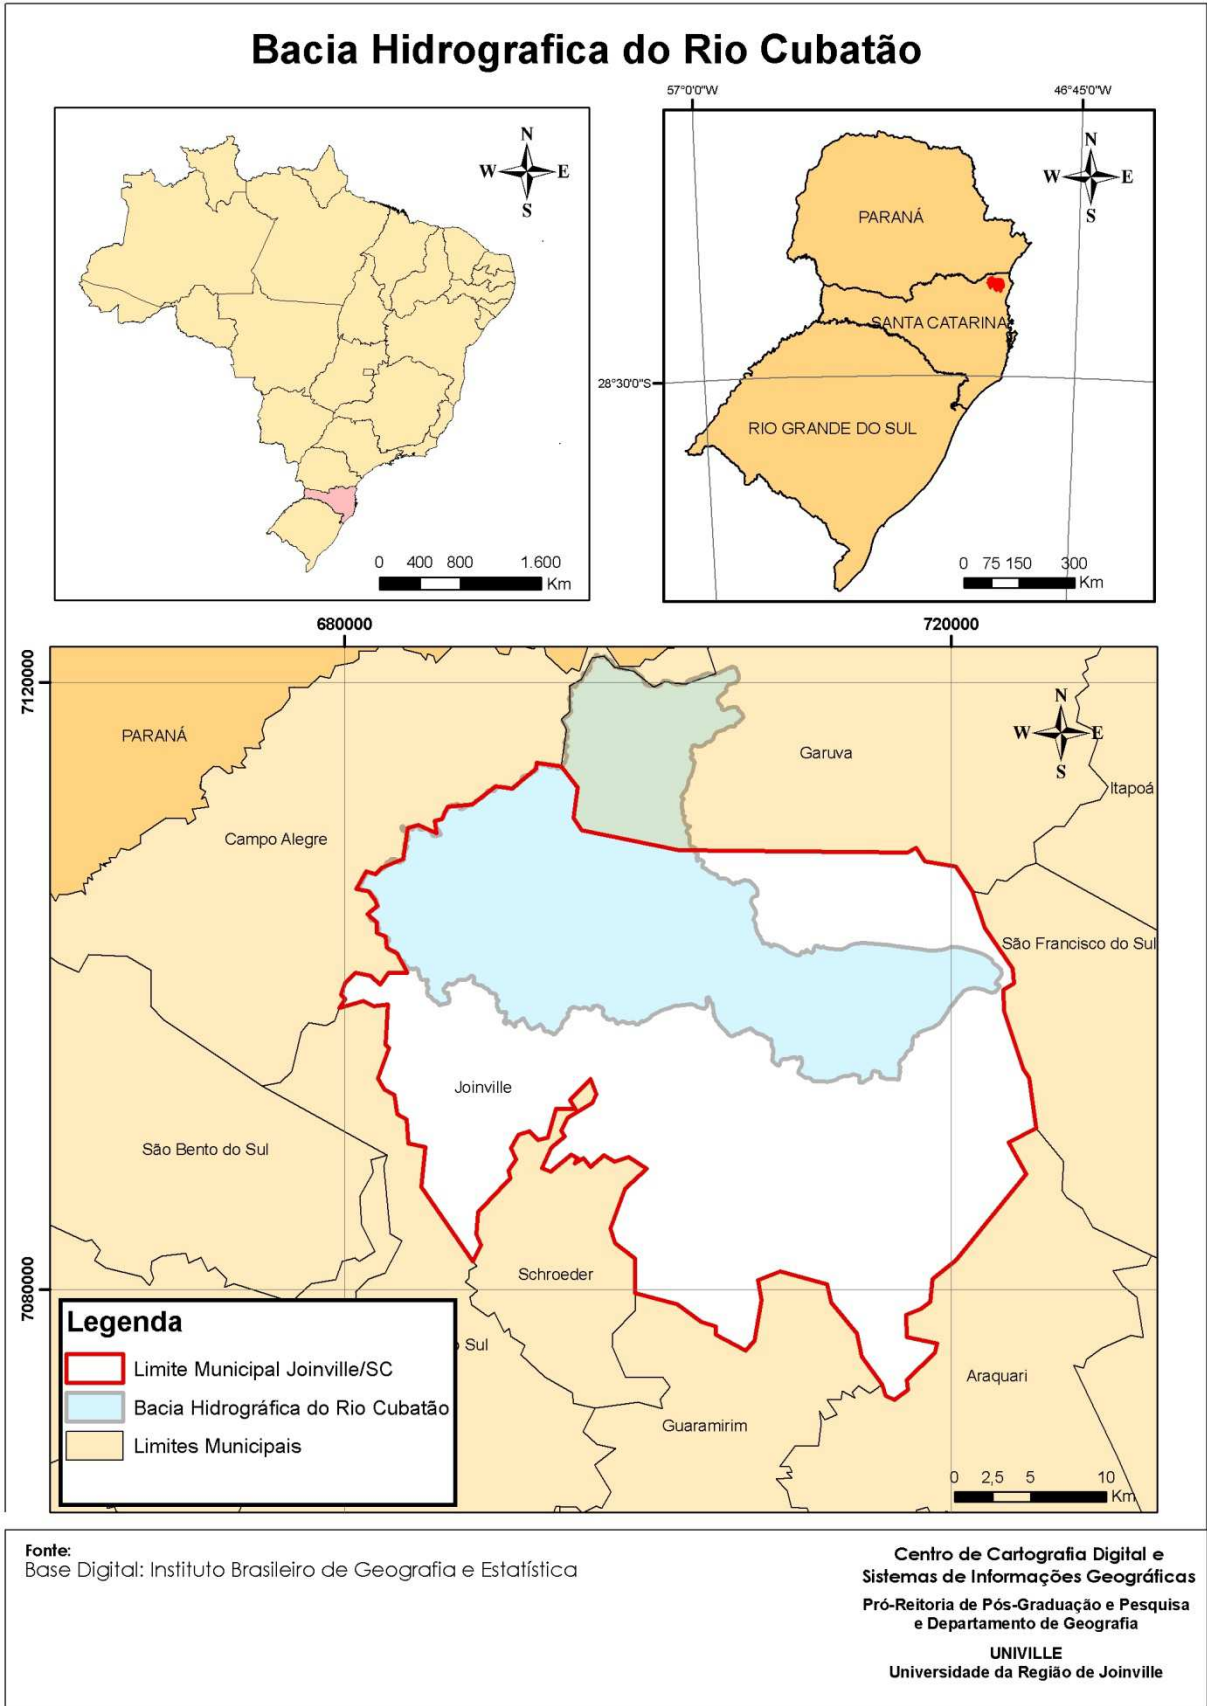 Bacia Hidrografica do Rio Cubatão
N
W E
S
0 400 800 1.600
Km
57°0'0"W 46°45'0"W
N
W E
S
PARANÁ
SANTA CATARINA
28°30'0"S
RIO GRANDE DO SUL
0 75 150 300
Km
680000 720000
7120000
N
W E
S
PARANÁ
Garuva
Itapoá
Campo Alegre
São Francisco do Sul
Joinville
São Bento do Sul
Schroeder
7080000
Sul
Araquari
Guaramirim
Legenda
Limite Municipal Joinville/SC
Bacia Hidrográfica do Rio Cubatão
Limites Municipais
0 2,5 5 10
Km
Fonte:
Base Digital: Instituto Brasileiro de Geografia e Estatística
Centro de Cartografia Digital e
Sistemas de Informações Geográficas
Pró-Reitoria de Pós-Graduação e Pesquisa
e Departamento de Geografia
UNIVILLE
Universidade da Região de Joinville